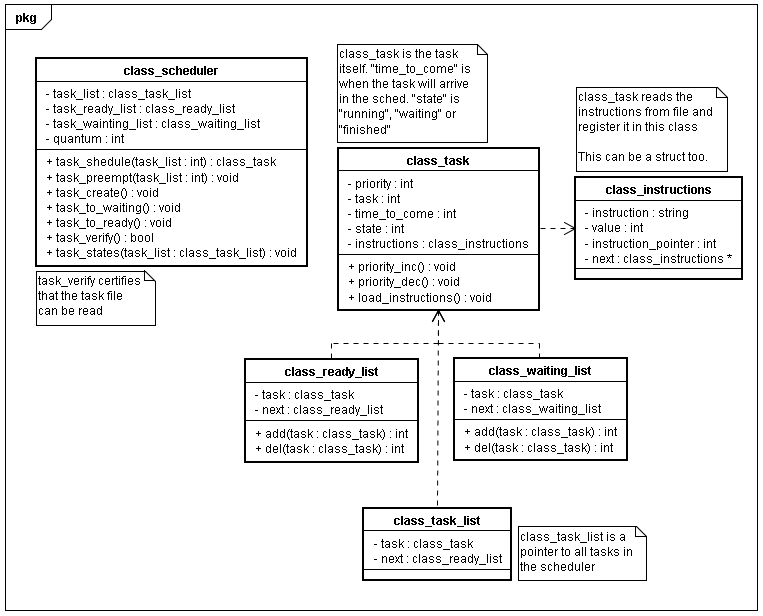 pkg
class_scheduler
- task_list : class_task_list
- task_ready_list : class_ready_list
- task_wainting_list : class_waiting_list
- quantum : int
+ task_shedule(task_list : int) : class_task
+ task_preempt(task_list : int) : void
+ task_create() : void
+ task_to_waiting() : void
+ task_to_ready() : void
+ task_verify() : bool
+ task_states(task_list : class_task_list) : void
task_verify certifies
that the task file
can be read
class_task is the task
itself. "time_to_come" is
when the task will arrive
in the sched. "state" is
"running", "waiting" or
"finished"
class_task
- priority : int
- task : int
- time_to_come : int
- state : int
- instructions : class_instructions
+ priority_inc() : void
+ priority_dec() : void
+ load_instructions() : void
class_task reads the
instructions from file and
register it in this class
This can be a struct too.
class_instructions
- instruction : string
- value : int
- instruction_pointer : int
- next : class_instructions *
class_ready_list
- task : class_task
- next : class_ready_list
+ add(task : class_task) : int
+ del(task : class_task) : int
class_waiting_list
- task : class_task
- next : class_waiting_list
+ add(task : class_task) : int
+ del(task : class_task) : int
class_task_list
- task : class_task
- next : class_ready_list
class_task_list is a
pointer to all tasks in
the scheduler